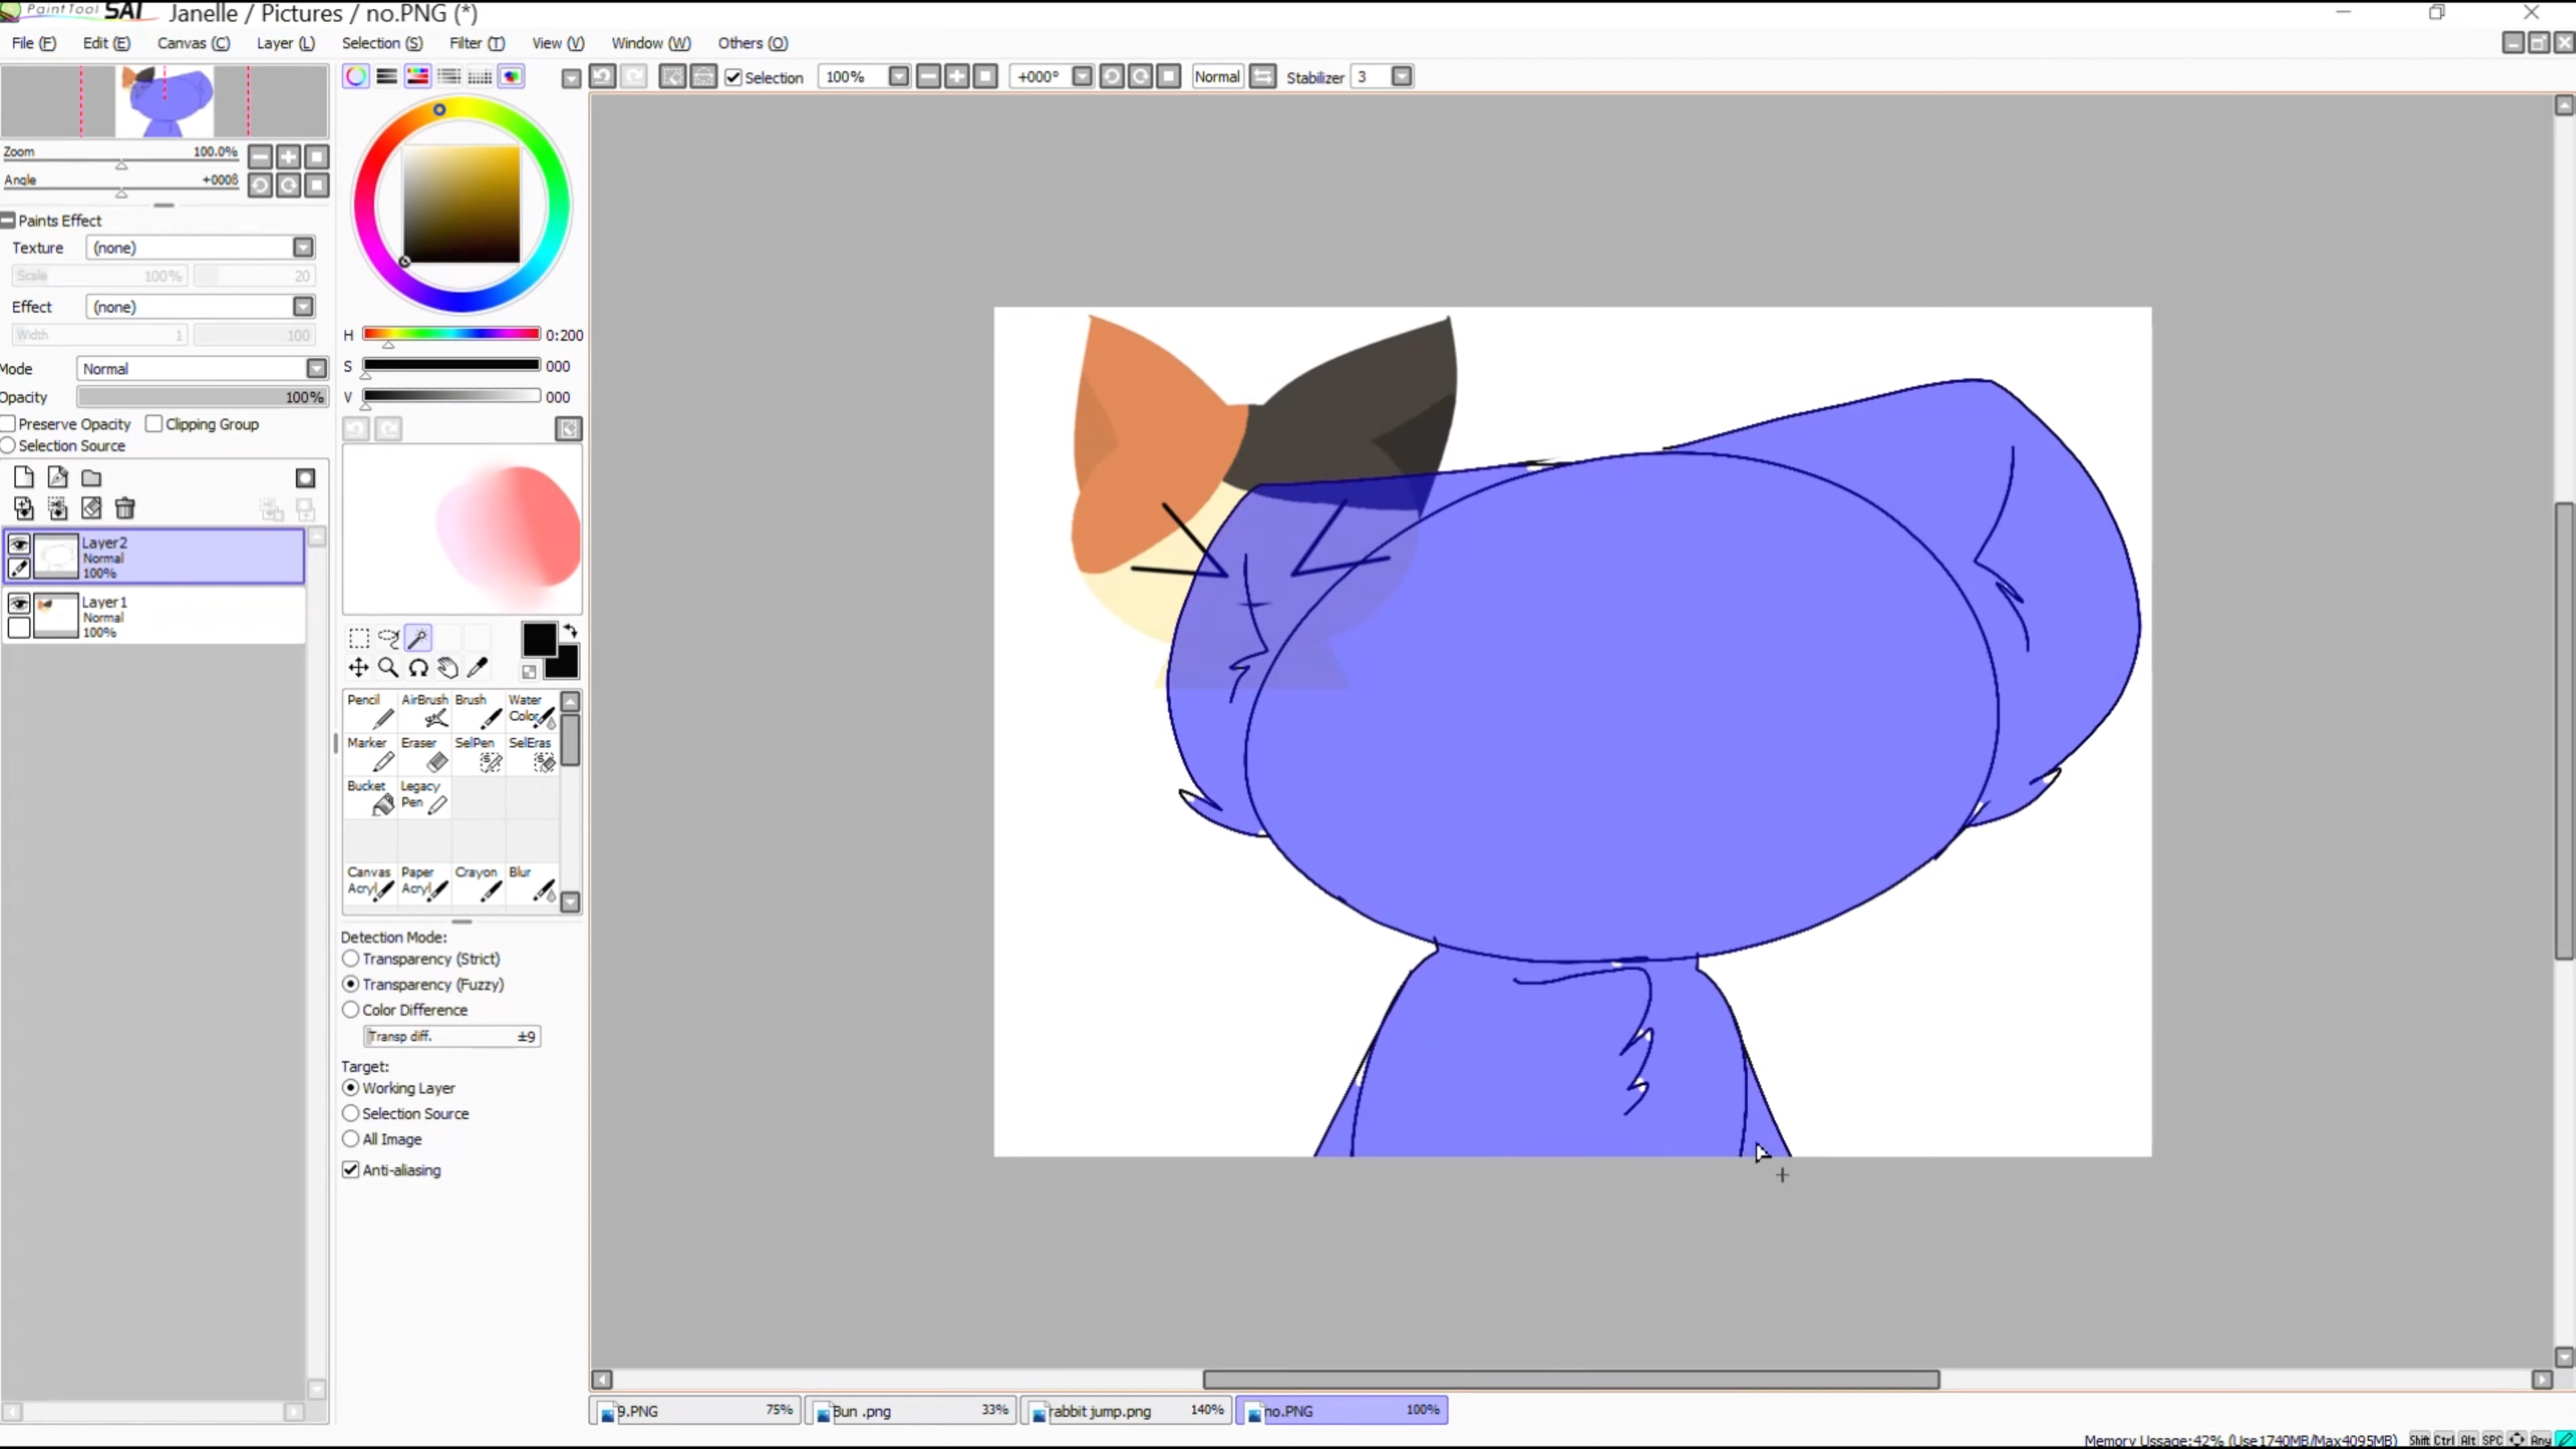 PaintTool SAI Janelle / Pictures / no.PNG (*)
File (F) Edit (E) Canvas (C) Layer (L) Selection (S) Filter (T) View (V) Window (W) Others (O)
Selection 100% +000° Normal Stabilizer 3
Zoom 100.0%
Angle +000ß
Paints Effect
Texture (none)
Scale 100% 20
Effect (none)
Width 1 100
Mode Normal
Opacity 100%
Preserve Opacity Clipping Group
Selection Source
Layer2
Normal
100%
Layer1
Normal
100%
H 0:200
S 000
V 000
Pencil AirBrush Brush Water Color
Marker Eraser SelPen SelEras
Bucket Legacy Pen
Canvas Acryl Paper Acryl Crayon Blur
Detection Mode:
Transparency (Strict)
Transparency (Fuzzy)
Color Difference
Transp diff. ±9
Target:
Working Layer
Selection Source
All Image
Anti-aliasing
9.PNG 75% Bun .png 33% rabbit jump.png 140% no.PNG 100%
Memory Ussage:42% (Use1740MB/Max4095MB) Shift Ctrl Alt SPC Any